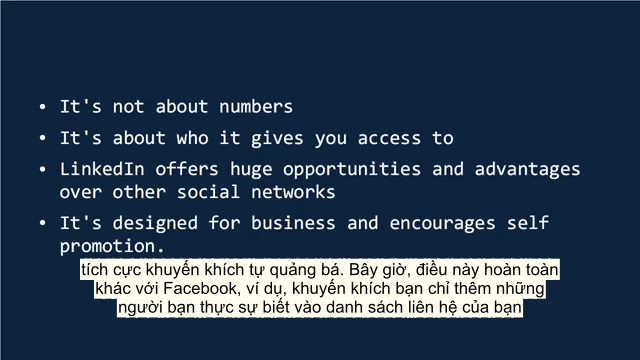 • It's not about numbers
• It's about who it gives you access to
• LinkedIn offers huge opportunities and advantages
over other social networks
• It's designed for business and encourages self
promotion.
tích cực khuyến khích tự quảng bá. Bây giờ, điều này hoàn toàn
khác với Facebook, ví dụ, khuyến khích bạn chỉ thêm những
người bạn thực sự biết vào danh sách liên hệ của bạn